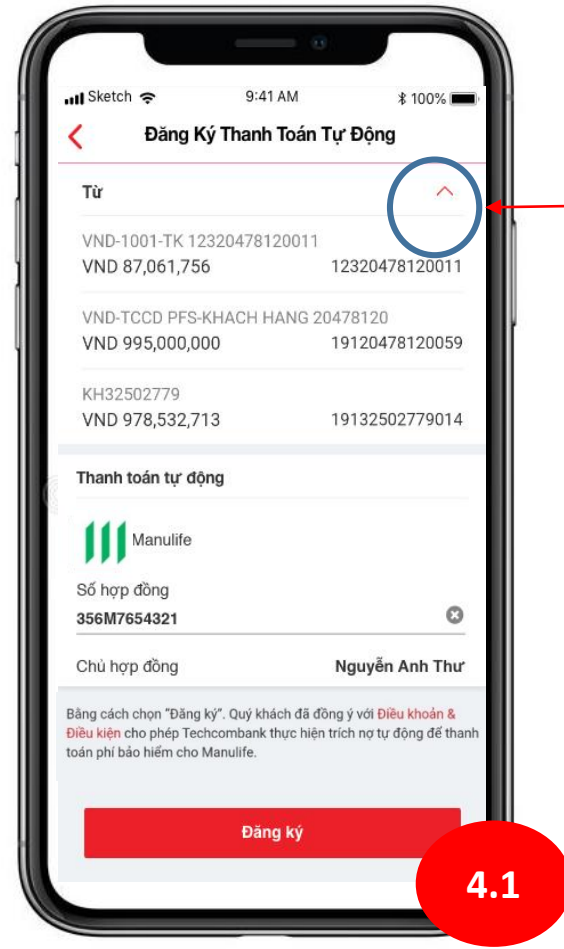 Sketch 9:41 AM 100%
Đăng Ký Thanh Toán Tự Động
Từ
VND-1001-TK 12320478120011
VND 87,061,756 12320478120011
VND-TCCD PFS-KHACH HANG 20478120
VND 995,000,000 19120478120059
KH32502779
VND 978,532,713 19132502779014
Thanh toán tự động
Manulife
Số hợp đồng
356M7654321
Chủ hợp đồng Nguyễn Anh Thư
Bằng cách chọn "Đăng ký". Quý khách đã đồng ý với Điều khoản &
Điều kiện cho phép Techcombank thực hiện trích nợ tự động để thanh
toán phí bảo hiểm cho Manulife.
Đăng ký
4.1